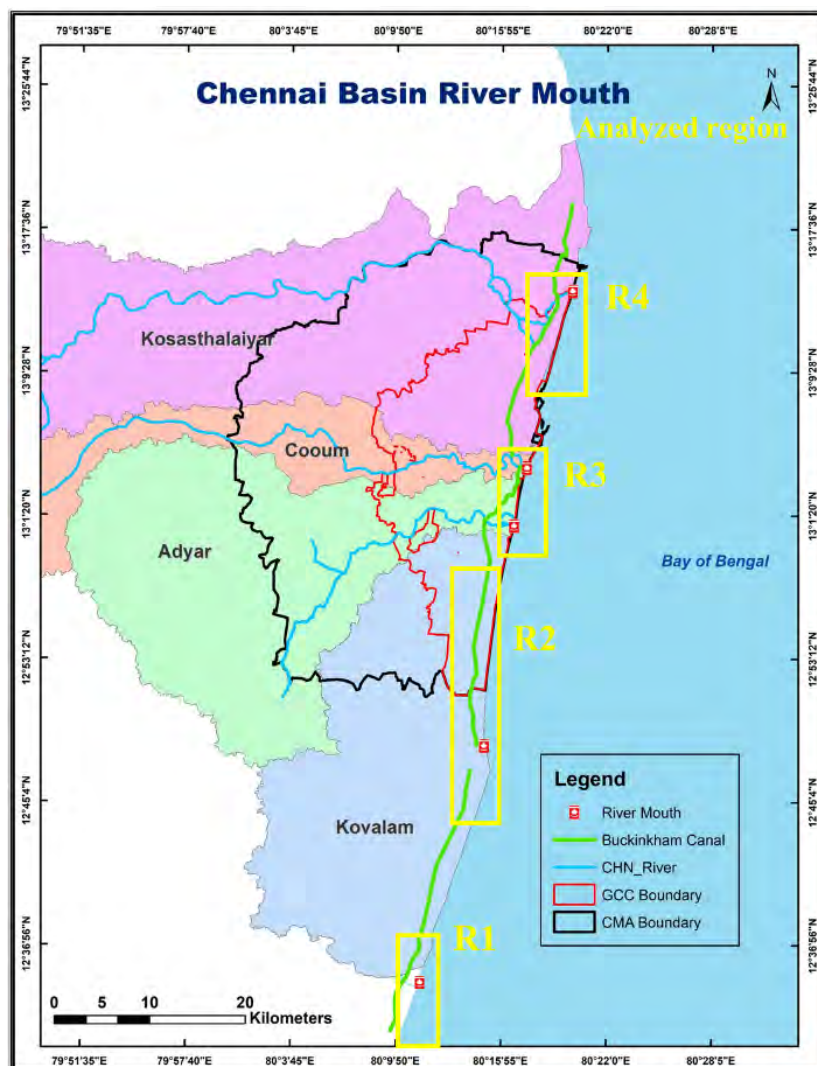 79°51'35"E 79°57'40"E 80°3'45"E 80°9'50"E 80°15'55"E 80°22'0"E 80°28'5"E
Chennai Basin River Mouth
N
Analyzed region
13°25'44"N 13°25'44"N
13°17'36"N 13°17'36"N
R4
Kosasthalaiyar
13°9'28"N 13°9'28"N
Cooum
R3
13°1'20"N 13°1'20"N
Adyar
Bay of Bengal
R2
12°53'12"N 12°53'12"N
Legend
River Mouth
12°45'4"N 12°45'4"N
Kovalam
Buckinkham Canal
CHN_River
GCC Boundary
CMA Boundary
12°36'56"N 12°36'56"N
R1
0 5 10 20
Kilometers
79°51'35"E 79°57'40"E 80°3'45"E 80°9'50"E 80°15'55"E 80°22'0"E 80°28'5"E